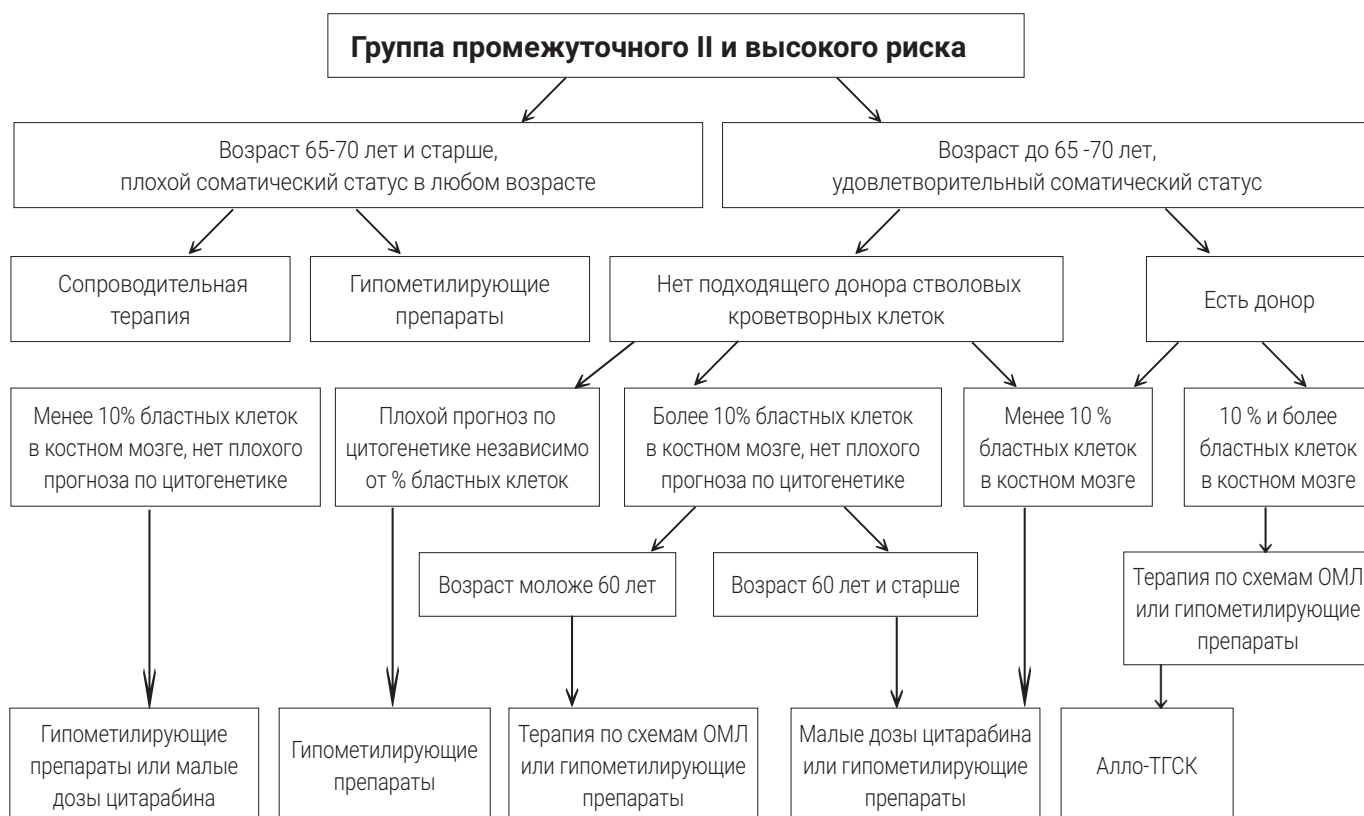 Группа промежуточного II и высокого риска
Возраст 65-70 лет и старше,
плохой соматический статус в любом возрасте
Возраст до 65 -70 лет,
удовлетворительный соматический статус
Сопроводительная
терапия
Гипометилирующие
препараты
Нет подходящего донора стволовых
кроветворных клеток
Есть донор
Менее 10% бластных клеток
в костном мозге, нет плохого
прогноза по цитогенетике
Плохой прогноз по
цитогенетике независимо
от % бластных клеток
Более 10% бластных клеток
в костном мозге, нет плохого
прогноза по цитогенетике
Менее 10 %
бластных клеток
в костном мозге
10 % и более
бластных клеток
в костном мозге
Возраст моложе 60 лет
Возраст 60 лет и старше
Терапия по схемам ОМЛ
или гипометилирующие
препараты
Гипометилирующие
препараты или малые
дозы цитарабина
Гипометилирующие
препараты
Терапия по схемам ОМЛ
или гипометилирующие
препараты
Малые дозы цитарабина
или гипометилирующие
препараты
Алло-ТГСК